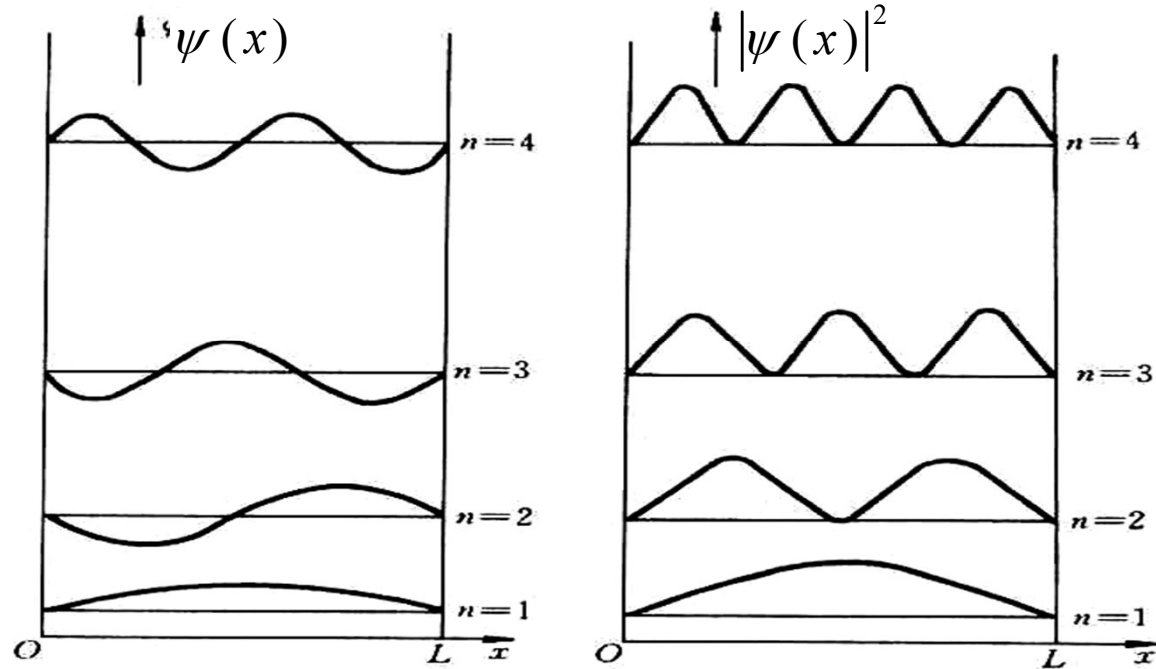 ψ(x)
n=4
n=3
n=2
n=1
O L x
|ψ(x)|²
n=4
n=3
n=2
n=1
O L x